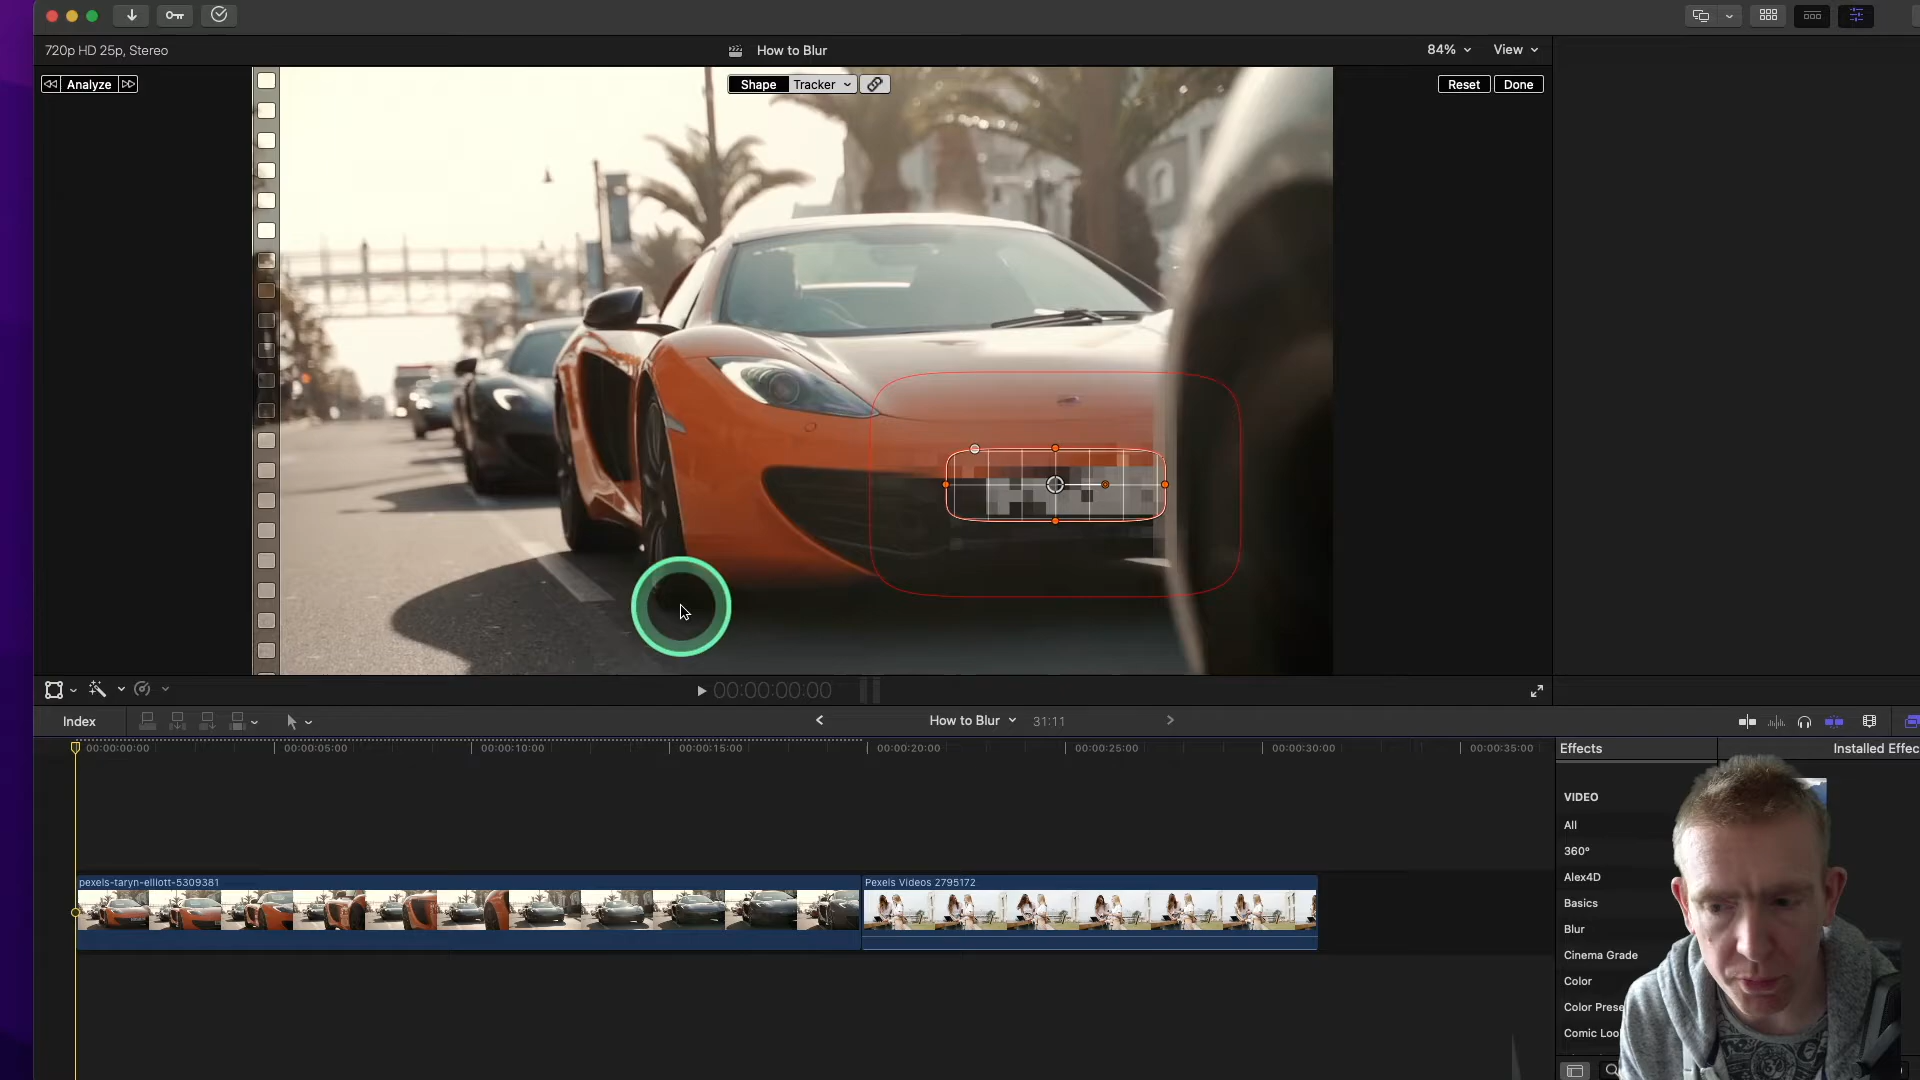 720p HD 25p, Stereo
How to Blur
84%
View
Analyze
Shape
Tracker
Reset
Done
00:00:00:00
Index
How to Blur
31:11
00:00:00:00
00:00:05:00
00:00:10:00
00:00:15:00
00:00:20:00
00:00:25:00
00:00:30:00
00:00:35:00
Effects
Installed Effec
VIDEO
All
360°
Alex4D
Basics
Blur
Cinema Grade
Color
Color Prese
Comic Loo
pexels-taryn-elliott-5309381
Pexels Videos 2795172